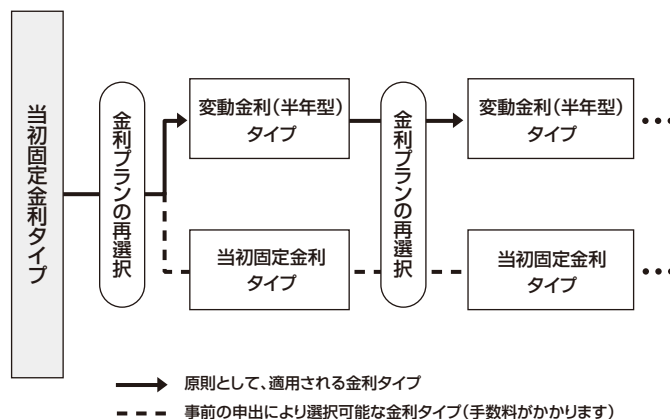 当初固定金利タイプ
金利プランの再選択
変動金利(半年型)
タイプ
当初固定金利
タイプ
金利プランの再選択
変動金利(半年型)
タイプ
当初固定金利
タイプ
原則として、適用される金利タイプ
事前の申出により選択可能な金利タイプ(手数料がかかります)